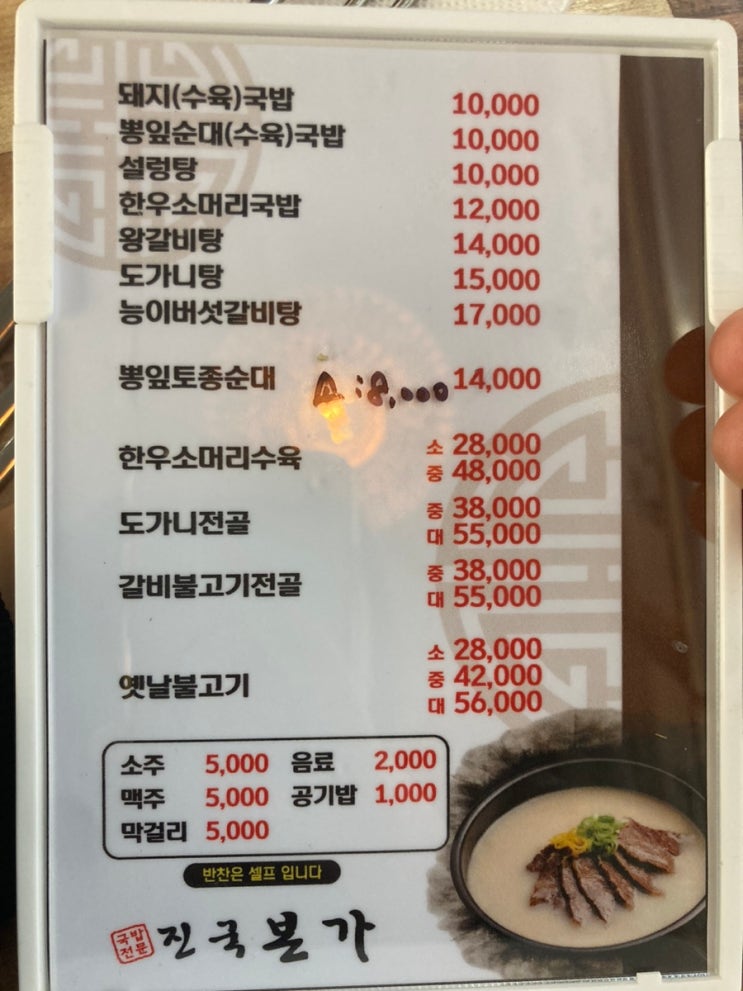 돼지(수육)국밥 10,000
뽕잎순대(수육)국밥 10,000
설렁탕 10,000
한우소머리국밥 12,000
왕갈비탕 14,000
도가니탕 15,000
능이버섯갈비탕 17,000
뽕잎토종순대 소:8,000 14,000
한우소머리수육 소 28,000
중 48,000
도가니전골 중 38,000
대 55,000
갈비불고기전골 중 38,000
대 55,000
옛날불고기 소 28,000
중 42,000
대 56,000
소주 5,000 음료 2,000
맥주 5,000 공기밥 1,000
막걸리 5,000
반찬은 셀프 입니다
국밥전문 진국본가